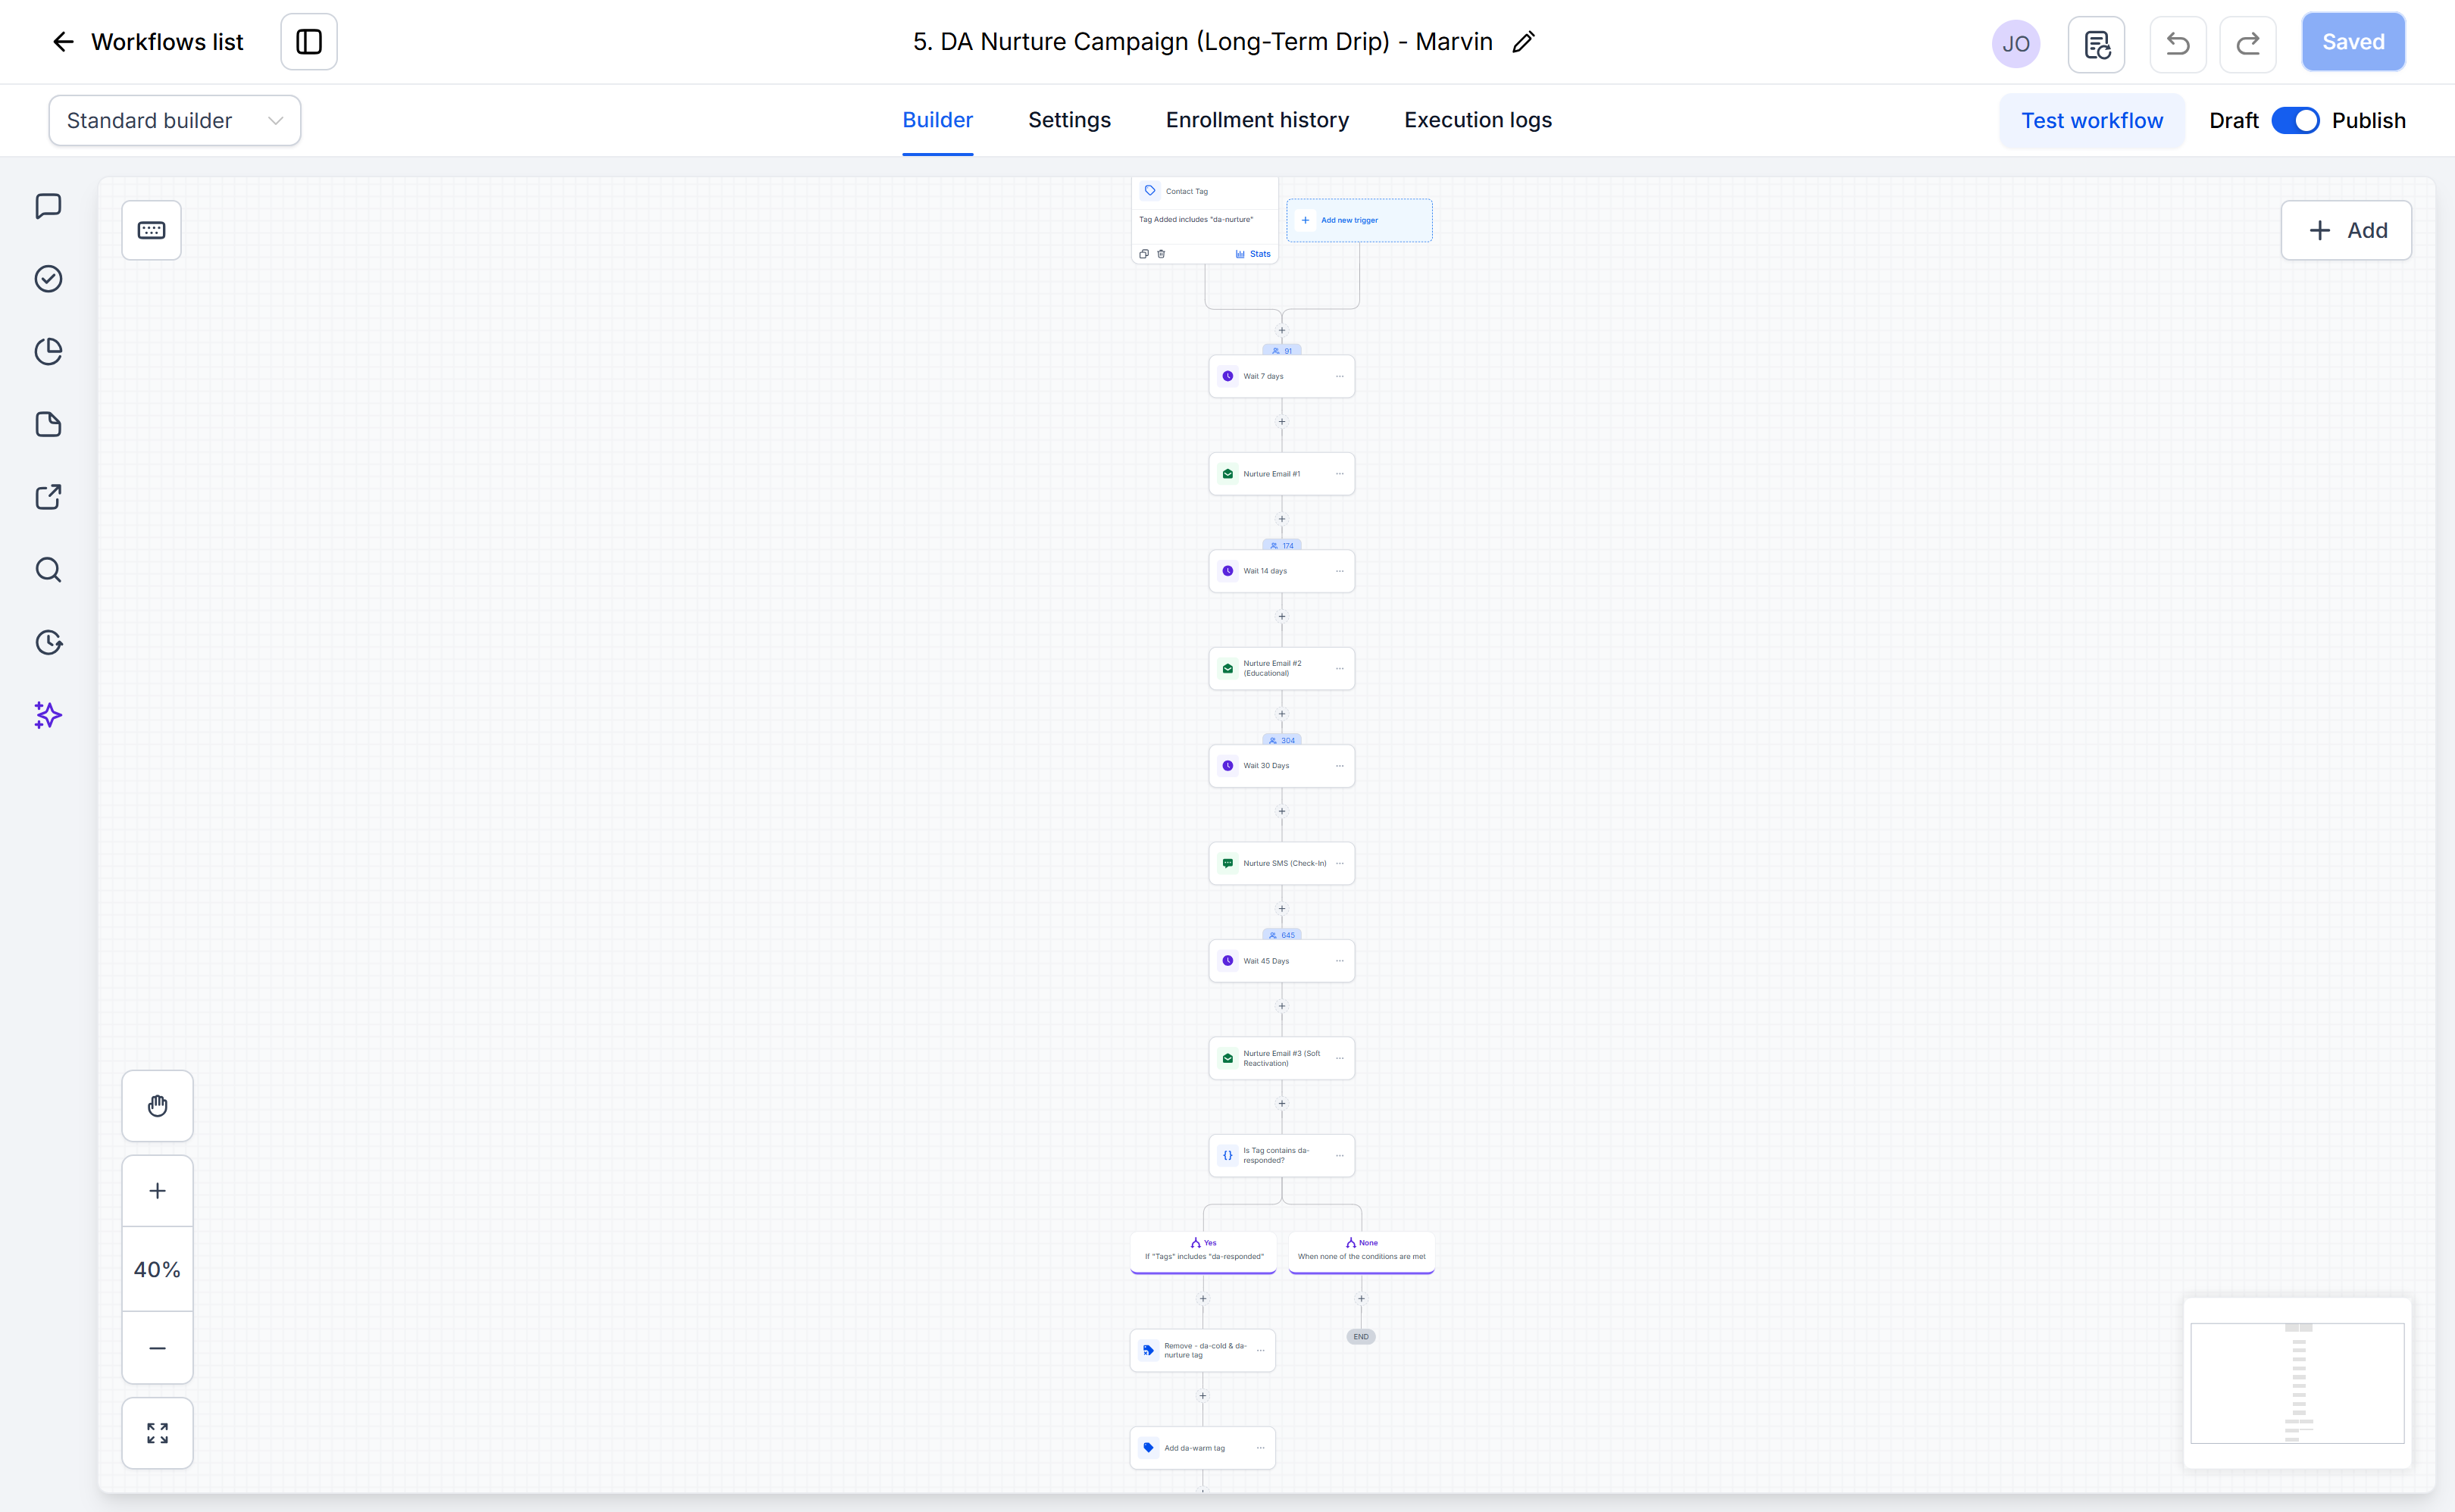 Workflows list
5. DA Nurture Campaign (Long-Term Drip) - Marvin
JO
Saved
Standard builder
Builder
Settings
Enrollment history
Execution logs
Test workflow
Draft
Publish
Contact Tag
Tag Added includes "da-nurture"
Stats
Add new trigger
Add
91
Wait 7 days
Nurture Email #1
174
Wait 14 days
Nurture Email #2
(Educational)
304
Wait 30 Days
Nurture SMS (Check-In)
645
Wait 45 Days
Nurture Email #3 (Soft
Reactivation)
Is Tag contains da-
responded?
Yes
If "Tags" includes "da-responded"
None
When none of the conditions are met
END
Remove - da-cold & da-
nurture tag
Add da-warm tag
40%